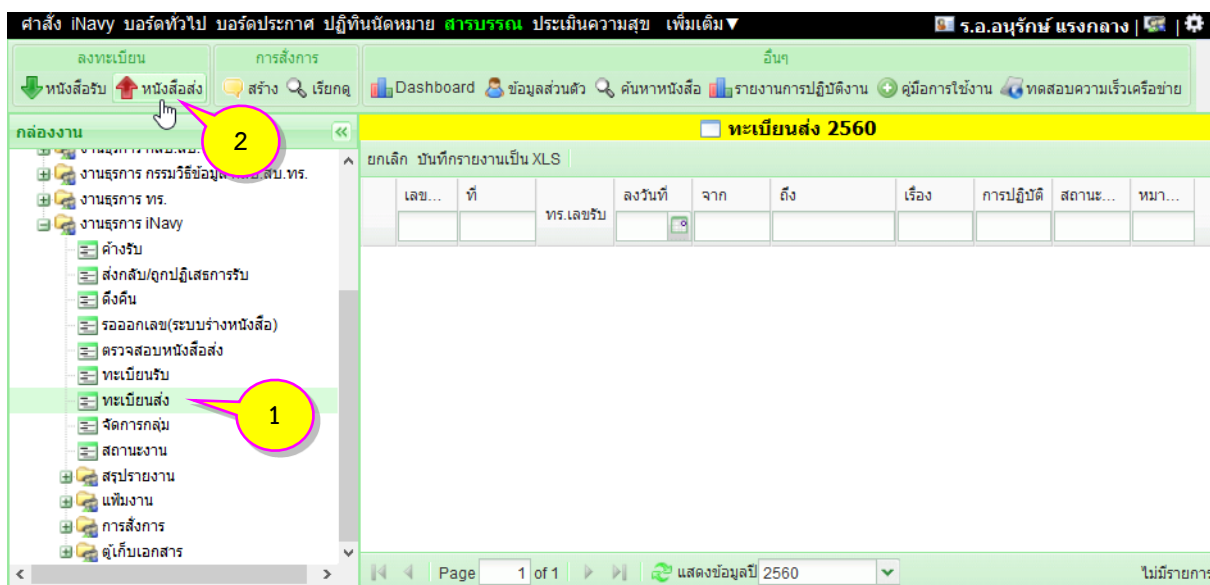 คำสั่ง iNavy บอร์ดทั่วไป บอร์ดประกาศ ปฏิทินนัดหมาย สารบรรณ ประเมินความสุข เพิ่มเติม▼ ร.อ.อนุรักษ์ แรงกลาง | |
ลงทะเบียน การสั่งการ อื่นๆ
หนังสือรับ หนังสือส่ง สร้าง เรียกดู Dashboard ข้อมูลส่วนตัว ค้นหาหนังสือ รายงานการปฏิบัติงาน คู่มือการใช้งาน ทดสอบความเร็วเครือข่าย
2
กล่องงาน «
ทะเบียนส่ง 2560
ยกเลิก บันทึกรายงานเป็น XLS
เลข... ที่ ทร.เลขรับ ลงวันที่ จาก ถึง เรื่อง การปฏิบัติ สถานะ... หมา...
งานธุรการ กรมวิธีข้อมูล
งานธุรการ ทร.
งานธุรการ iNavy
ค้างรับ
ส่งกลับ/ถูกปฏิเสธการรับ
ดึงคืน
รอออกเลข(ระบบร่างหนังสือ)
ตรวจสอบหนังสือส่ง
ทะเบียนรับ
ทะเบียนส่ง
1
จัดการกลุ่ม
สถานะงาน
สรุปรายงาน
แฟ้มงาน
การสั่งการ
ตู้เก็บเอกสาร
Page 1 of 1 แสดงข้อมูลปี 2560 ไม่มีรายการ